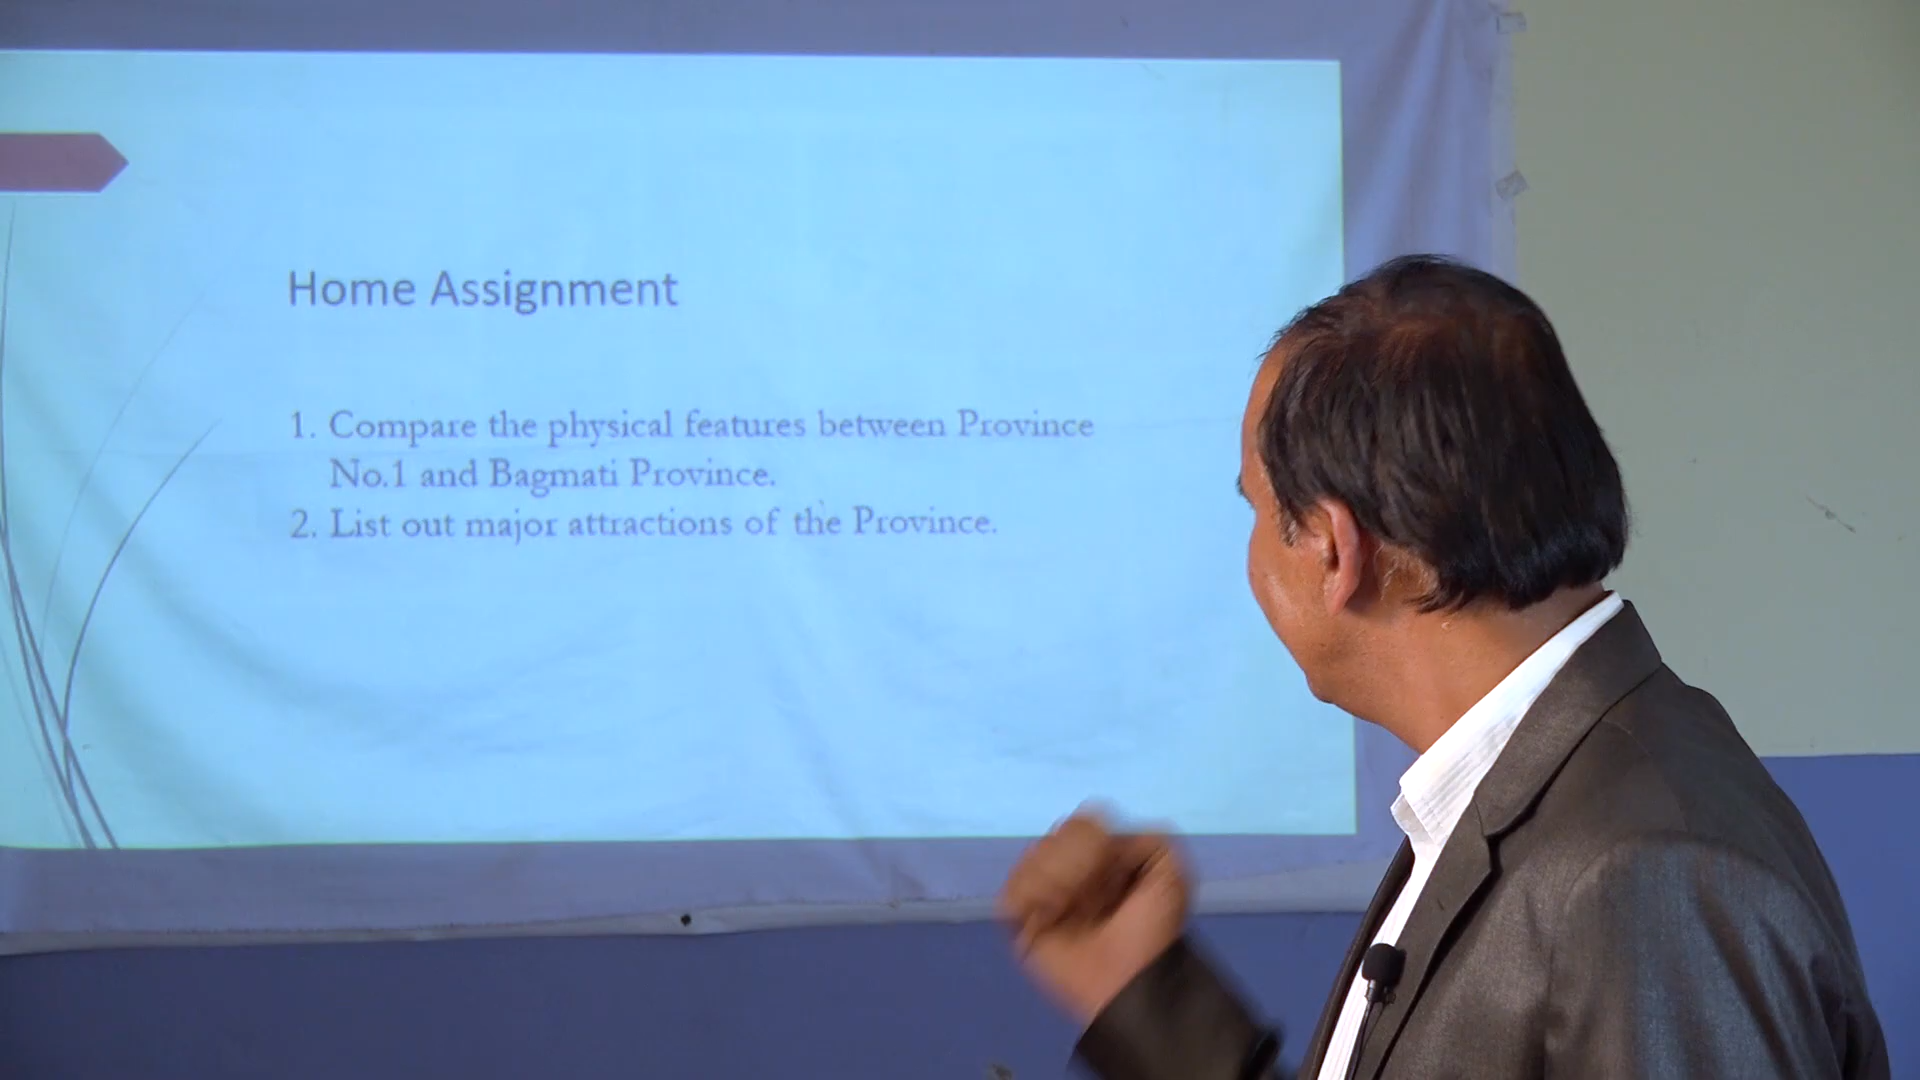 Home Assignment
1. Compare the physical features between Province
No.1 and Bagmati Province.
2. List out major attractions of the Province.